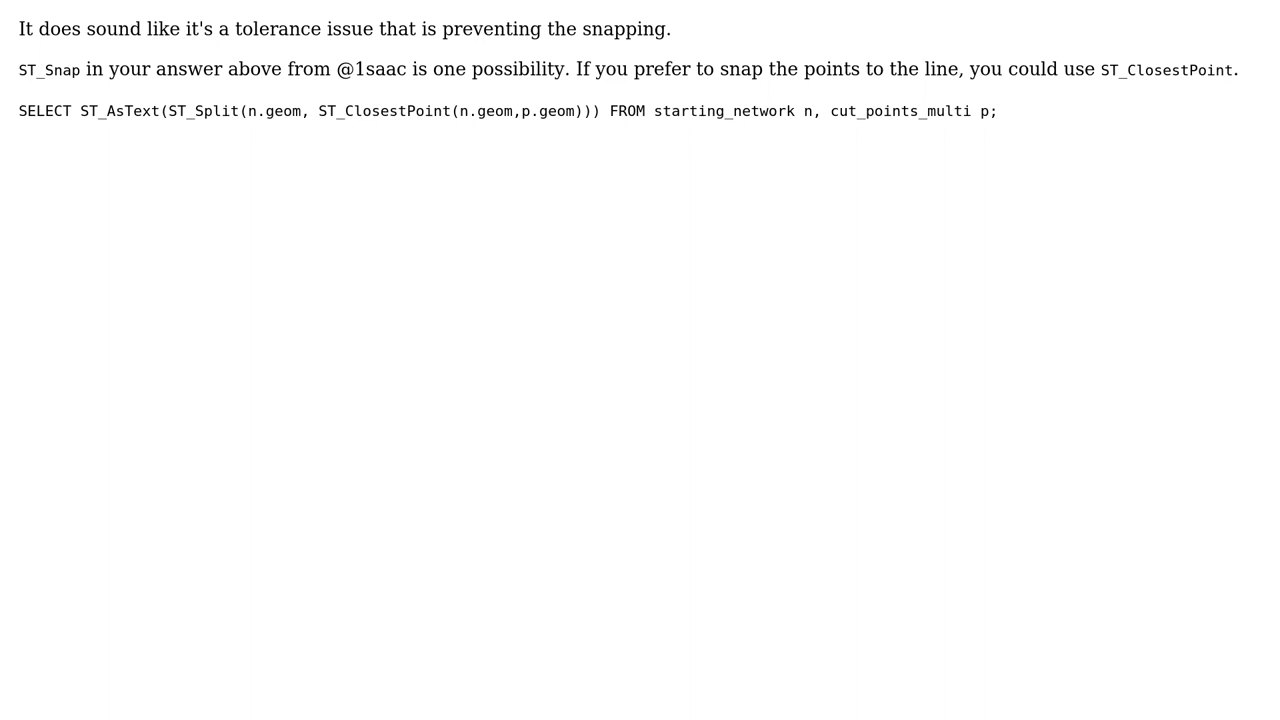 It does sound like it's a tolerance issue that is preventing the snapping.
ST_Snap in your answer above from @1saac is one possibility. If you prefer to snap the points to the line, you could use ST_ClosestPoint.
SELECT ST_AsText(ST_Split(n.geom, ST_ClosestPoint(n.geom,p.geom))) FROM starting_network n, cut_points_multi p;